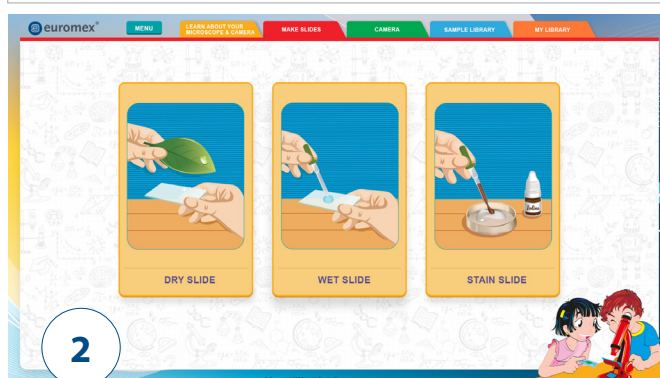 euromex®
MENU
LEARN ABOUT YOUR
MICROSCOPE & CAMERA
MAKE SLIDES
CAMERA
SAMPLE LIBRARY
MY LIBRARY
DRY SLIDE
WET SLIDE
STAIN SLIDE
2